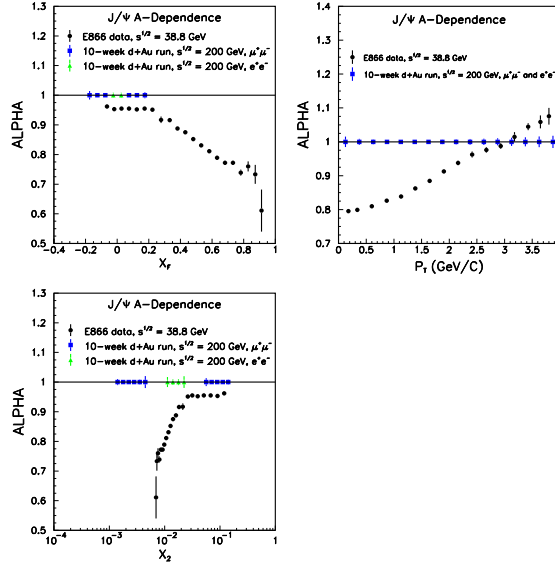 J/Ψ A-Dependence
E866 data, s^1/2 = 38.8 GeV
10-week d+Au run, s^1/2 = 200 GeV, μ⁺μ⁻
10-week d+Au run, s^1/2 = 200 GeV, e⁺e⁻
ALPHA
1.3
1.2
1.1
1
0.9
0.8
0.7
0.6
0.5
-0.4 -0.2 0 0.2 0.4 0.6 0.8 1
X_F
J/Ψ A-Dependence
E866 data, s^1/2 = 38.8 GeV
10-week d+Au run, s^1/2 = 200 GeV, μ⁺μ⁻ and e⁺e⁻
ALPHA
1.4
1.3
1.2
1.1
1
0.9
0.8
0.7
0 0.5 1 1.5 2 2.5 3 3.5
P_T (GeV/C)
J/Ψ A-Dependence
E866 data, s^1/2 = 38.8 GeV
10-week d+Au run, s^1/2 = 200 GeV, μ⁺μ⁻
10-week d+Au run, s^1/2 = 200 GeV, e⁺e⁻
ALPHA
1.3
1.2
1.1
1
0.9
0.8
0.7
0.6
0.5
10^-4 10^-3 10^-2 10^-1 1
X_2